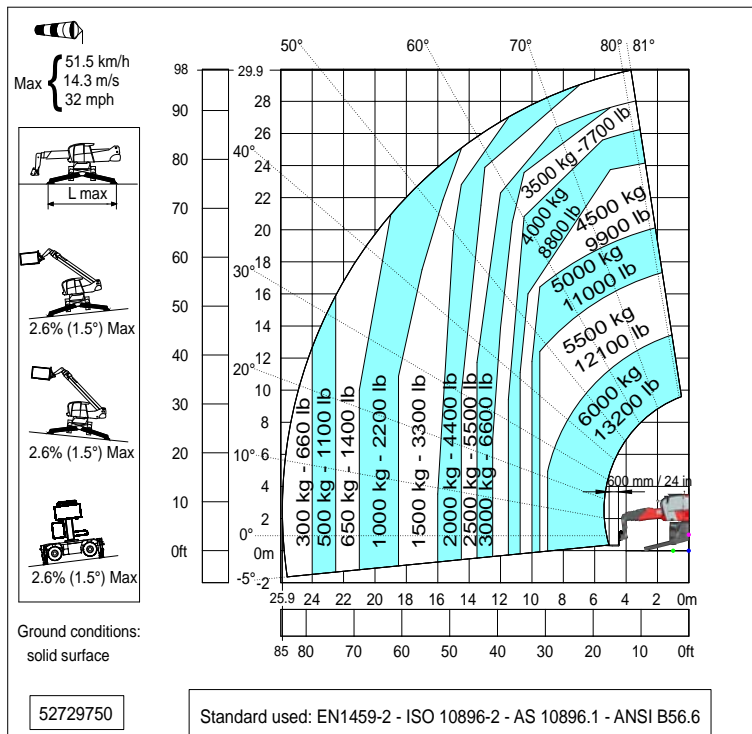 Max
51.5 km/h
14.3 m/s
32 mph
L max
2.6% (1.5°) Max
2.6% (1.5°) Max
2.6% (1.5°) Max
Ground conditions:
solid surface
52729750
98
90
80
70
60
50
40
30
20
10
0ft
29.9
28
26
24
22
20
18
16
14
12
10
8
6
4
2
0m
-2
50°
60°
70°
80°
81°
40°
30°
20°
10°
0°
-5°
300 kg - 660 lb
500 kg - 1100 lb
650 kg - 1400 lb
1000 kg - 2200 lb
1500 kg - 3300 lb
2000 kg - 4400 lb
2500 kg - 5500 lb
3000 kg - 6600 lb
3500 kg -7700 lb
4000 kg
8800 lb
4500 kg
9900 lb
5000 kg
11000 lb
5500 kg
12100 lb
6000 kg
13200 lb
600 mm / 24 in
25.9 24 22 20 18 16 14 12 10 8 6 4 2 0m
85 80 70 60 50 40 30 20 10 0ft
Standard used: EN1459-2 - ISO 10896-2 - AS 10896.1 - ANSI B56.6